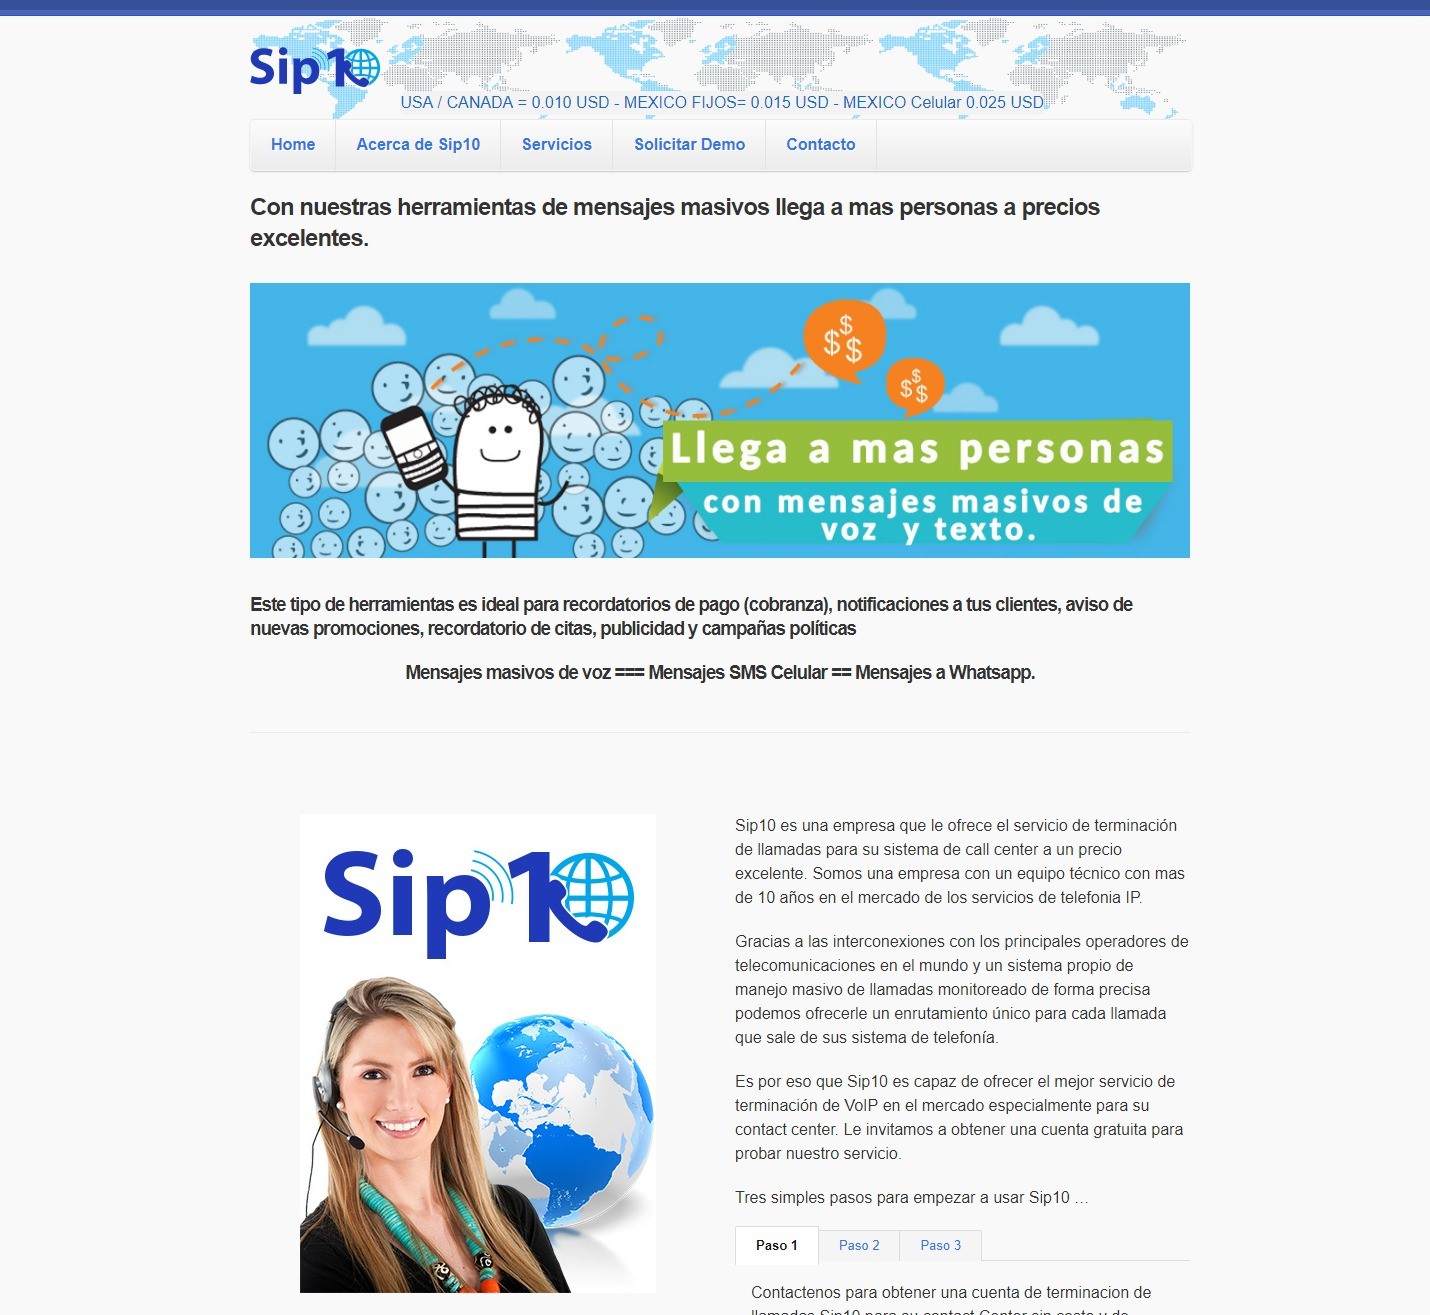 Sip10
USA / CANADA = 0.010 USD - MEXICO FIJOS= 0.015 USD - MEXICO Celular 0.025 USD
Home
Acerca de Sip10
Servicios
Solicitar Demo
Contacto
Con nuestras herramientas de mensajes masivos llega a mas personas a precios
excelentes.
$
$$
$
$$
Llega a mas personas
con mensajes masivos de
voz y texto.
Este tipo de herramientas es ideal para recordatorios de pago (cobranza), notificaciones a tus clientes, aviso de
nuevas promociones, recordatorio de citas, publicidad y campañas políticas
Mensajes masivos de voz === Mensajes SMS Celular == Mensajes a Whatsapp.
Sip10
Sip10 es una empresa que le ofrece el servicio de terminación
de llamadas para su sistema de call center a un precio
excelente. Somos una empresa con un equipo técnico con mas
de 10 años en el mercado de los servicios de telefonia IP.
Gracias a las interconexiones con los principales operadores de
telecomunicaciones en el mundo y un sistema propio de
manejo masivo de llamadas monitoreado de forma precisa
podemos ofrecerle un enrutamiento único para cada llamada
que sale de sus sistema de telefonía.
Es por eso que Sip10 es capaz de ofrecer el mejor servicio de
terminación de VoIP en el mercado especialmente para su
contact center. Le invitamos a obtener una cuenta gratuita para
probar nuestro servicio.
Tres simples pasos para empezar a usar Sip10 …
Paso 1
Paso 2
Paso 3
Contactenos para obtener una cuenta de terminacion de
llamadas Sip10 para su contact Center sin costo y de